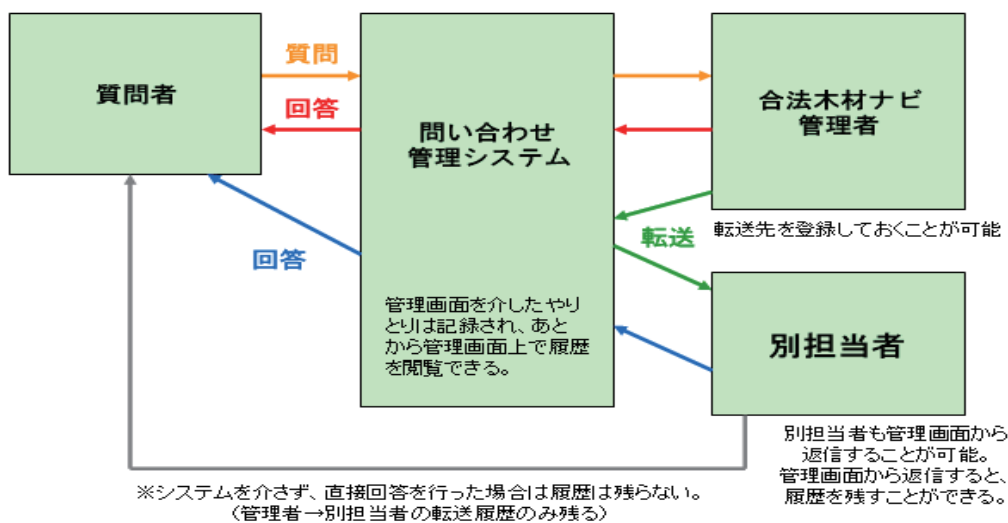 質問者
質問
回答
回答
問い合わせ
管理システム
管理画面を介したやり
とりは記録され、あと
から管理画面上で履歴
を閲覧できる。
合法木材ナビ
管理者
転送先を登録しておくことが可能
転送
別担当者
別担当者も管理画面から
返信することが可能。
管理画面から返信すると、
履歴を残すことができる。
※システムを介さず、直接回答を行った場合は履歴は残らない。
（管理者→別担当者の転送履歴のみ残る）